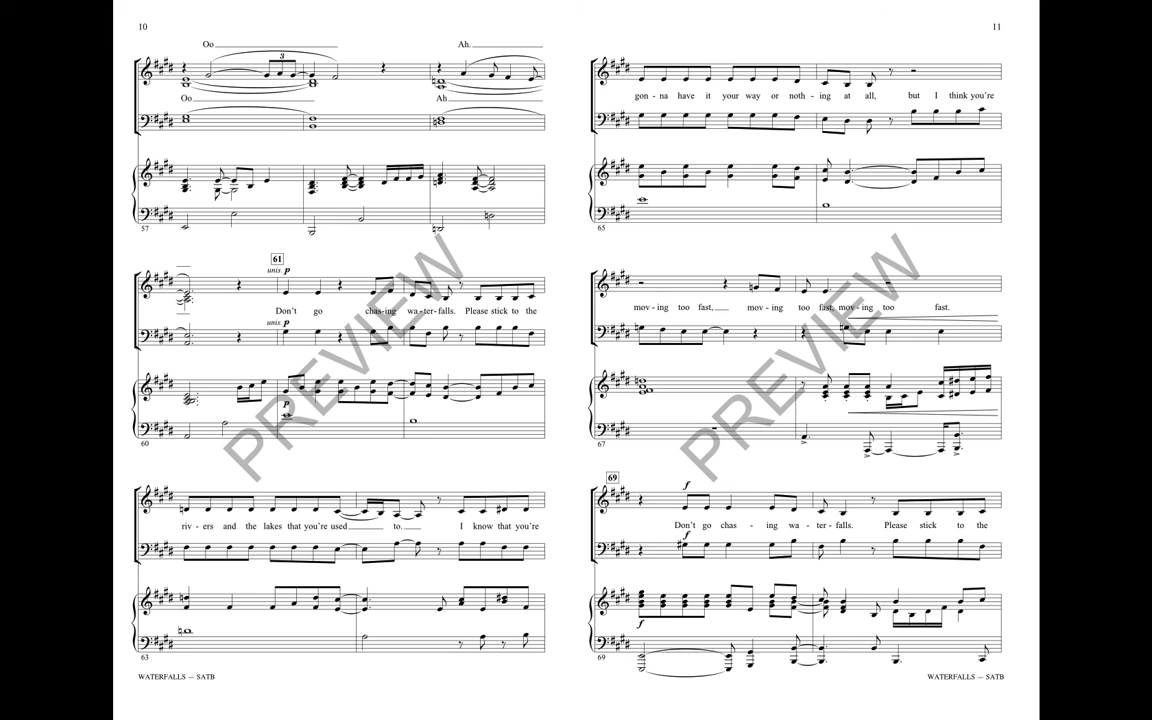 10
Oo
Ah.
3
Oo
Ah
57
61
unis. p
Don't go chas-ing wa-ter-falls. Please stick to the
unis. p
p
60
riv - ers and the lakes that you're used to. I know that you're
63
WATERFALLS — SATB
11
gon - na have it your way or noth - ing at all, but I think you're
65
mov - ing too fast, mov - ing too fast, mov - ing too fast.
67
69
f
Don't go chas - ing wa - ter - falls. Please stick to the
f
f
69
WATERFALLS — SATB
PREVIEW
PREVIEW